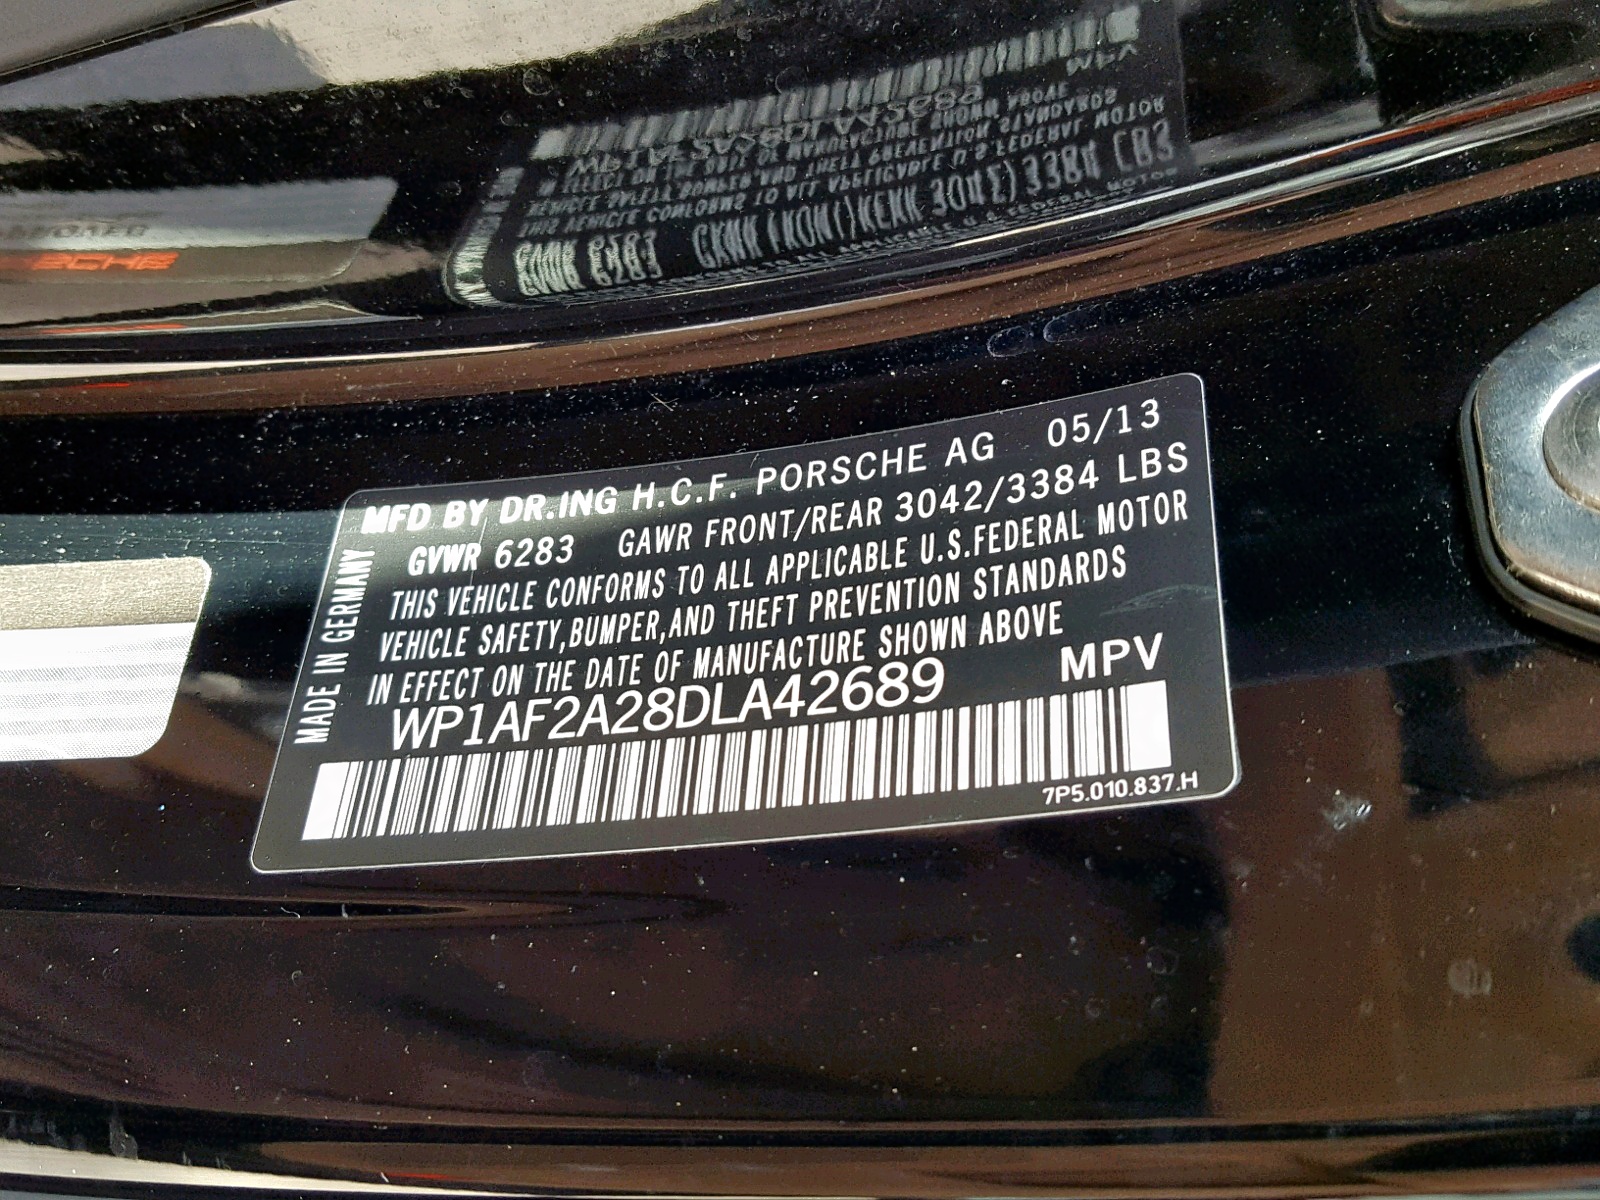 MFD BY DR.ING H.C.F. PORSCHE AG 05/13
GVWR 6283 GAWR FRONT/REAR 3042/3384 LBS
THIS VEHICLE CONFORMS TO ALL APPLICABLE U.S.FEDERAL MOTOR
VEHICLE SAFETY,BUMPER,AND THEFT PREVENTION STANDARDS
IN EFFECT ON THE DATE OF MANUFACTURE SHOWN ABOVE
WP1AF2A28DLA42689 MPV
7P5.010.837.H
MADE IN GERMANY